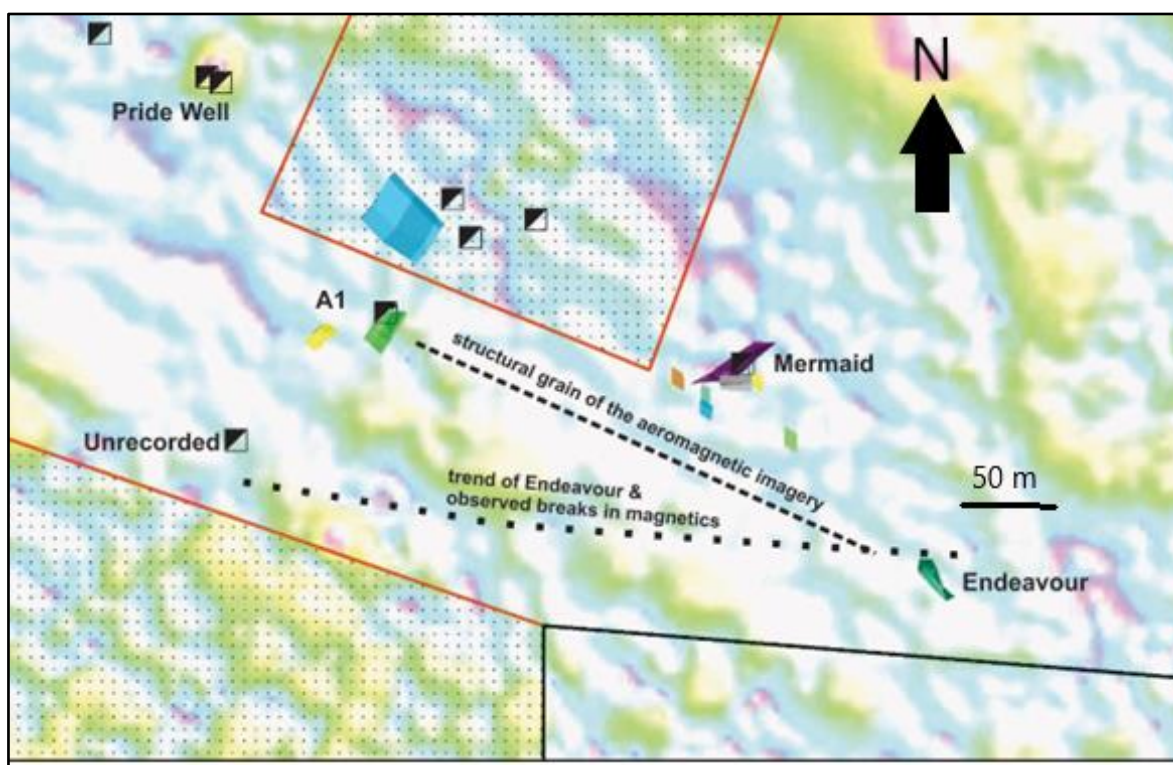 N
Pride Well
A1
structural grain of the aeromagnetic imagery
Mermaid
Unrecorded
trend of Endeavour &
observed breaks in magnetics
50 m
Endeavour